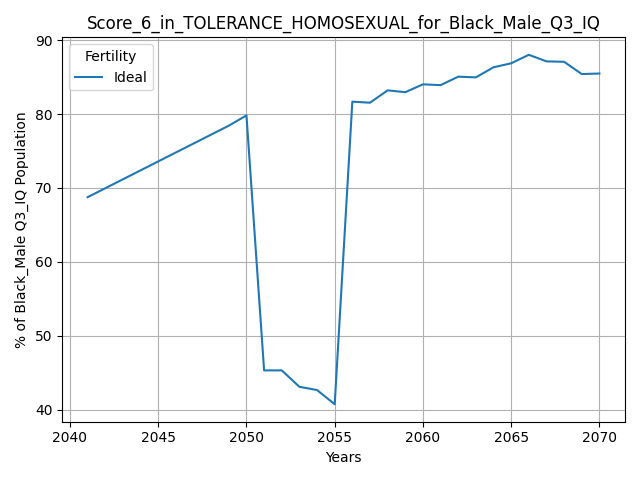 Score_6_in_TOLERANCE_HOMOSEXUAL_for_Black_Male_Q3_IQ
Fertility
Ideal
% of Black_Male Q3_IQ Population
90
80
70
60
50
40
2040 2045 2050 2055 2060 2065 2070
Years